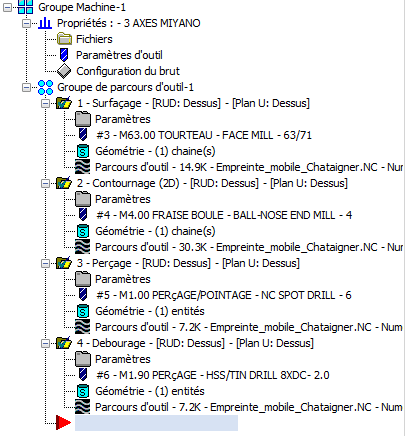 Groupe Machine-1
Propriétés : - 3 AXES MIYANO
Fichiers
Paramètres d'outil
Configuration du brut
Groupe de parcours d'outil-1
1 - Surfaçage - [RUD: Dessus] - [Plan U: Dessus]
Paramètres
#3 - M63.00 TOURTEAU - FACE MILL - 63/71
Géométrie - (1) chaine(s)
Parcours d'outil - 14.9K - Empreinte_mobile_Chataigner.NC - Num
2 - Contournage (2D) - [RUD: Dessus] - [Plan U: Dessus]
Paramètres
#4 - M4.00 FRAISE BOULE - BALL-NOSE END MILL - 4
Géométrie - (1) chaine(s)
Parcours d'outil - 30.3K - Empreinte_mobile_Chataigner.NC - Num
3 - Perçage - [RUD: Dessus] - [Plan U: Dessus]
Paramètres
#5 - M1.00 PERçAGE/POINTAGE - NC SPOT DRILL - 6
Géométrie - (1) entités
Parcours d'outil - 7.2K - Empreinte_mobile_Chataigner.NC - Num
4 - Debourage - [RUD: Dessus] - [Plan U: Dessus]
Paramètres
#6 - M1.90 PERçAGE - HSS/TIN DRILL 8XDC- 2.0
Géométrie - (1) entités
Parcours d'outil - 7.2K - Empreinte_mobile_Chataigner.NC - Num